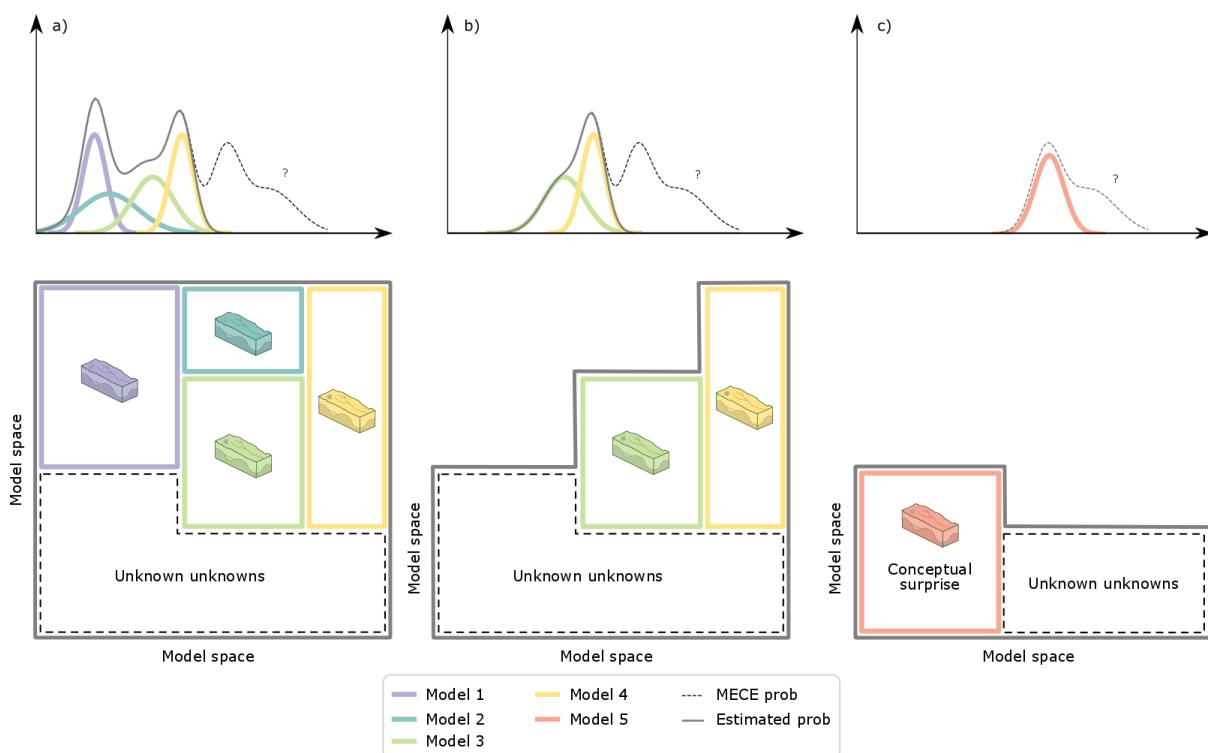 a)
b)
c)
?
?
?
Model space
Unknown unknowns
Model space
Model space
Unknown unknowns
Model space
Model space
Conceptual
surprise
Unknown unknowns
Model space
Model 1
Model 2
Model 3
Model 4
Model 5
MECE prob
Estimated prob